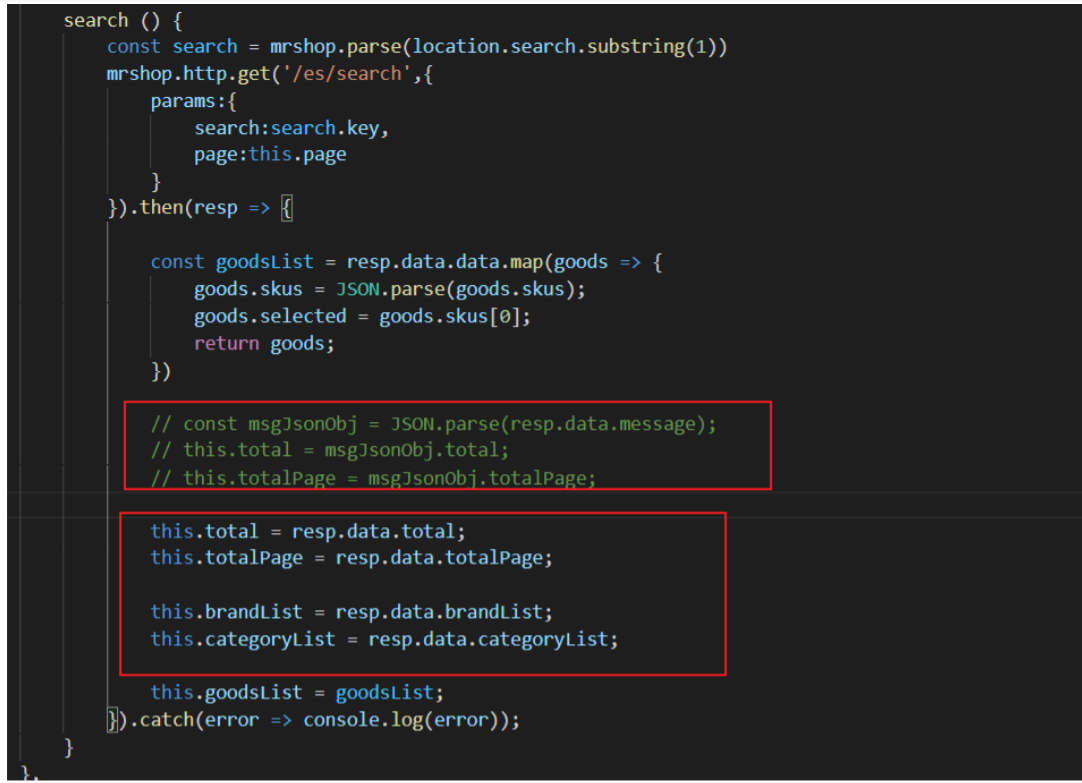 search () {
const search = mrshop.parse(location.search.substring(1))
mrshop.http.get('/es/search',{
params:{
search:search.key,
page:this.page
}
}).then(resp => {
const goodsList = resp.data.data.map(goods => {
goods.skus = JSON.parse(goods.skus);
goods.selected = goods.skus[0];
return goods;
})
// const msgJsonObj = JSON.parse(resp.data.message);
// this.total = msgJsonObj.total;
// this.totalPage = msgJsonObj.totalPage;
this.total = resp.data.total;
this.totalPage = resp.data.totalPage;
this.brandList = resp.data.brandList;
this.categoryList = resp.data.categoryList;
this.goodsList = goodsList;
}).catch(error => console.log(error));
}
},